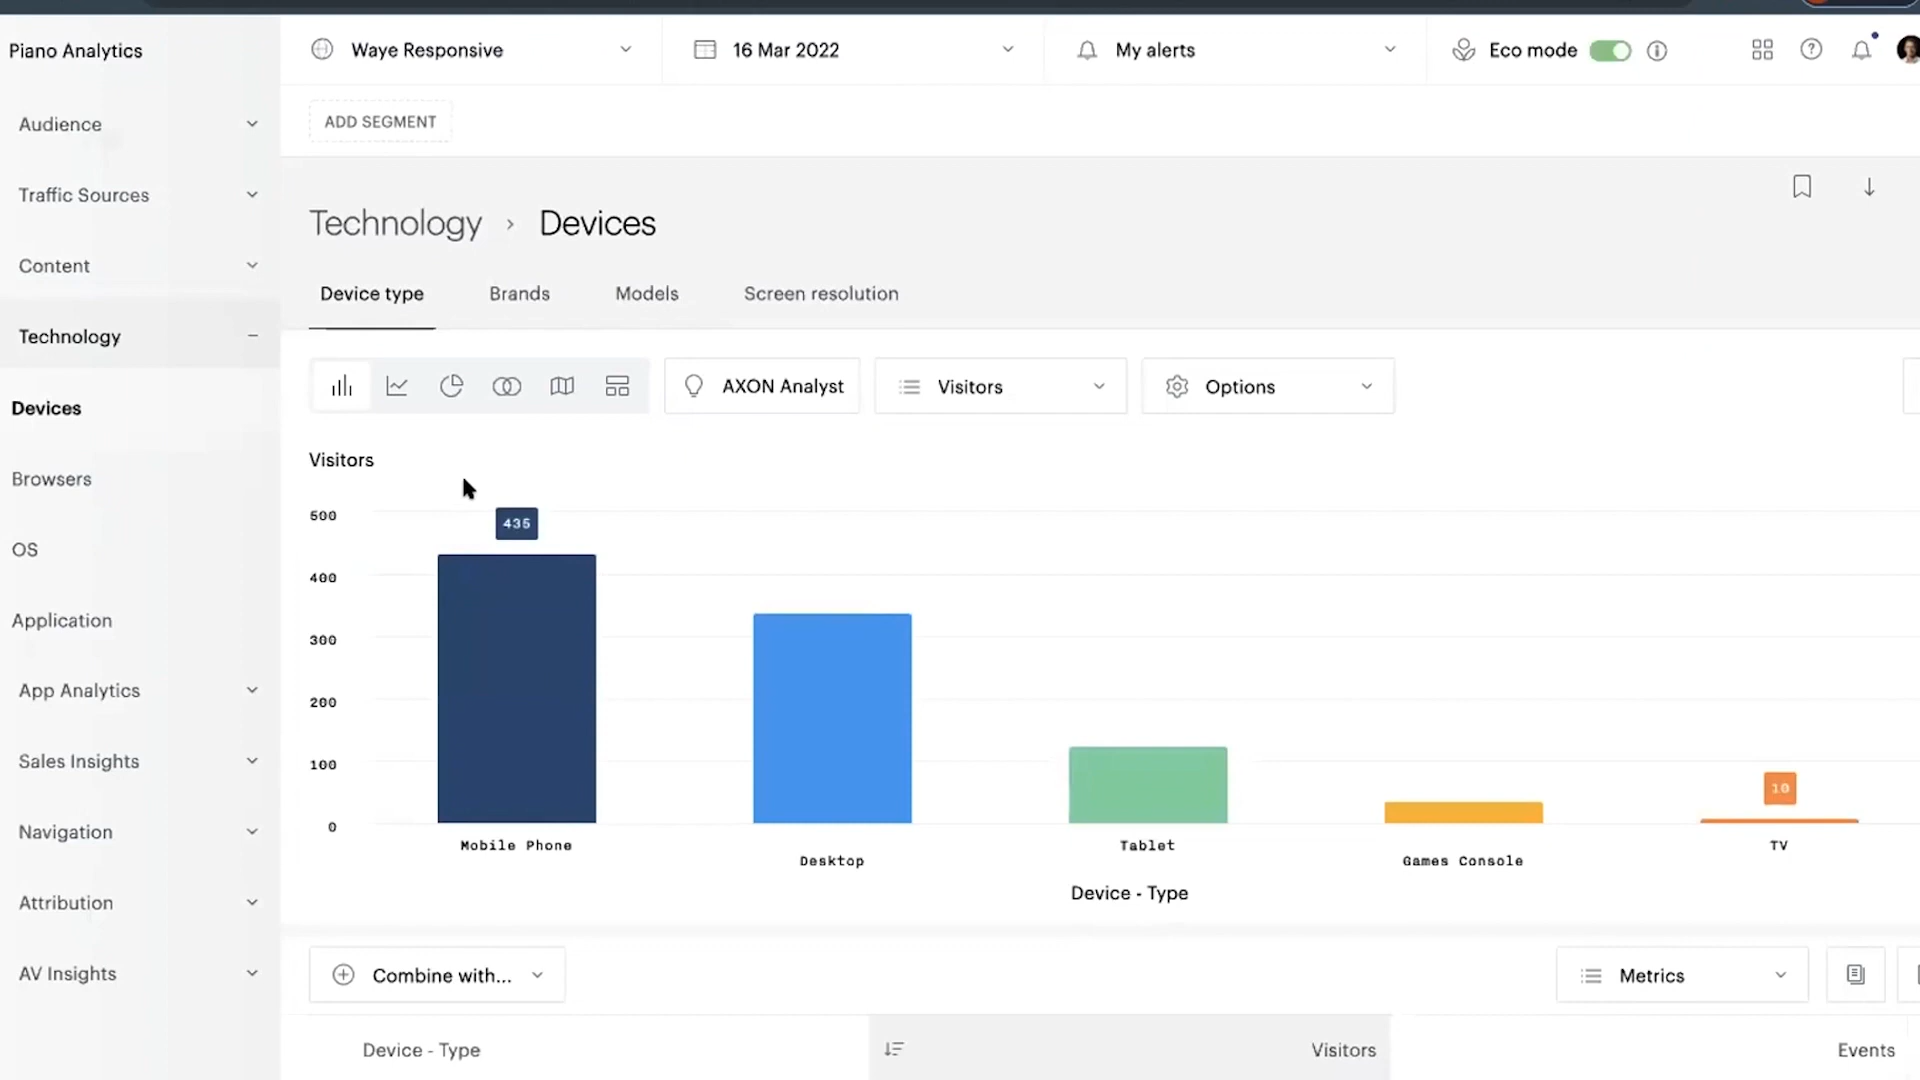 Piano Analytics
Waye Responsive
16 Mar 2022
My alerts
Eco mode
Audience
ADD SEGMENT
Traffic Sources
Technology > Devices
Content
Device type
Brands
Models
Screen resolution
Technology
AXON Analyst
Visitors
Options
Devices
Visitors
Browsers
500
435
OS
400
Application
300
App Analytics
200
Sales Insights
100
10
Navigation
0
Mobile Phone
Desktop
Tablet
Games Console
TV
Device - Type
Attribution
AV Insights
Combine with...
Metrics
Device - Type
Visitors
Events